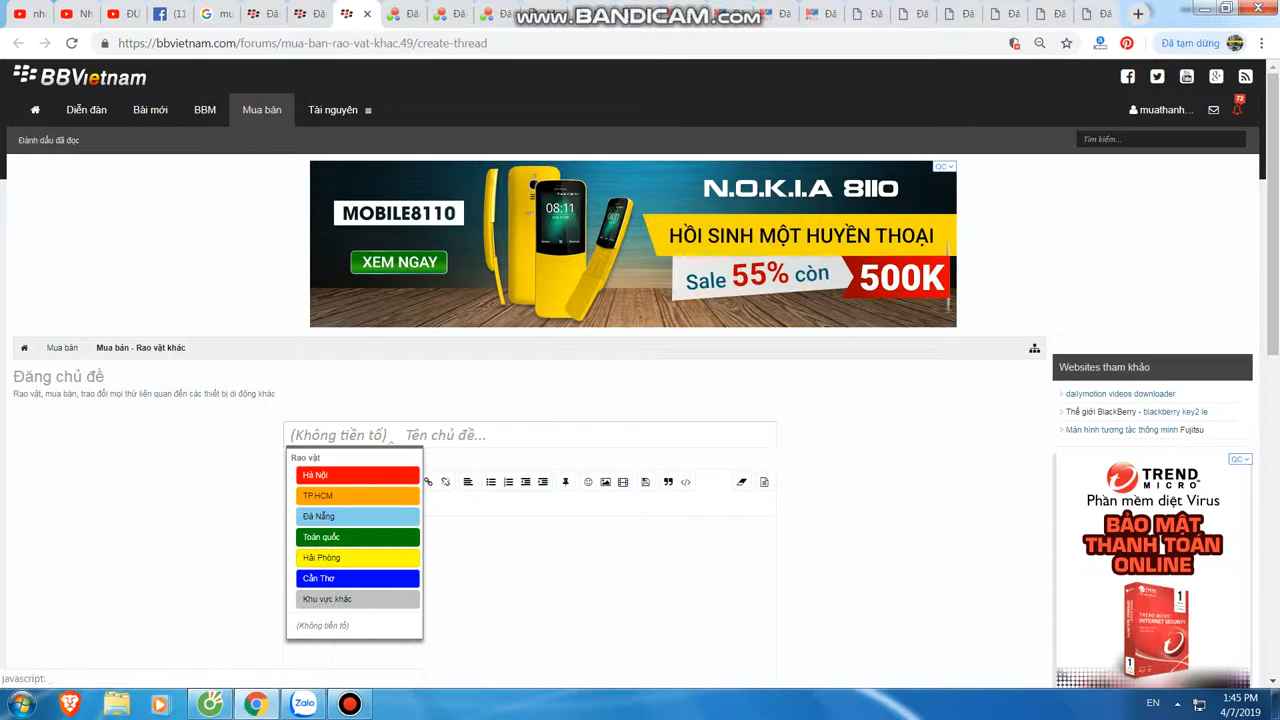 www.BANDICAM.com
(11
https://bbvietnam.com/forums/mua-ban-rao-vat-khac.49/create-thread
Đã tạm dừng
BBVietnam
Diễn đàn
Bài mới
BBM
Mua bán
Tài nguyên
muathanh...
72
Đánh dấu đã đọc
Tìm kiếm...
QC
MOBILE8110
XEM NGAY
08:11
N.O.K.I.A 8110
HỒI SINH MỘT HUYỀN THOẠI
Sale 55% còn
500K
Mua bán
Mua bán - Rao vặt khác
Đăng chủ đề
Rao vặt, mua bán, trao đổi mọi thứ liên quan đến các thiết bị di động khác
(Không tiền tố)
Tên chủ đề...
Rao vặt
Hà Nội
TP.HCM
Đà Nẵng
Toàn quốc
Hải Phòng
Cần Thơ
Khu vực khác
(Không tiền tố)
Websites tham khảo
dailymotion videos downloader
Thế giới BlackBerry - blackberry key2 le
Màn hình tương tác thông minh Fujitsu
QC
TREND
MICRO
Phần mềm diệt Virus
BẢO MẬT
THANH TOÁN
ONLINE
javascript:
Zalo
EN
1:45 PM
4/7/2019